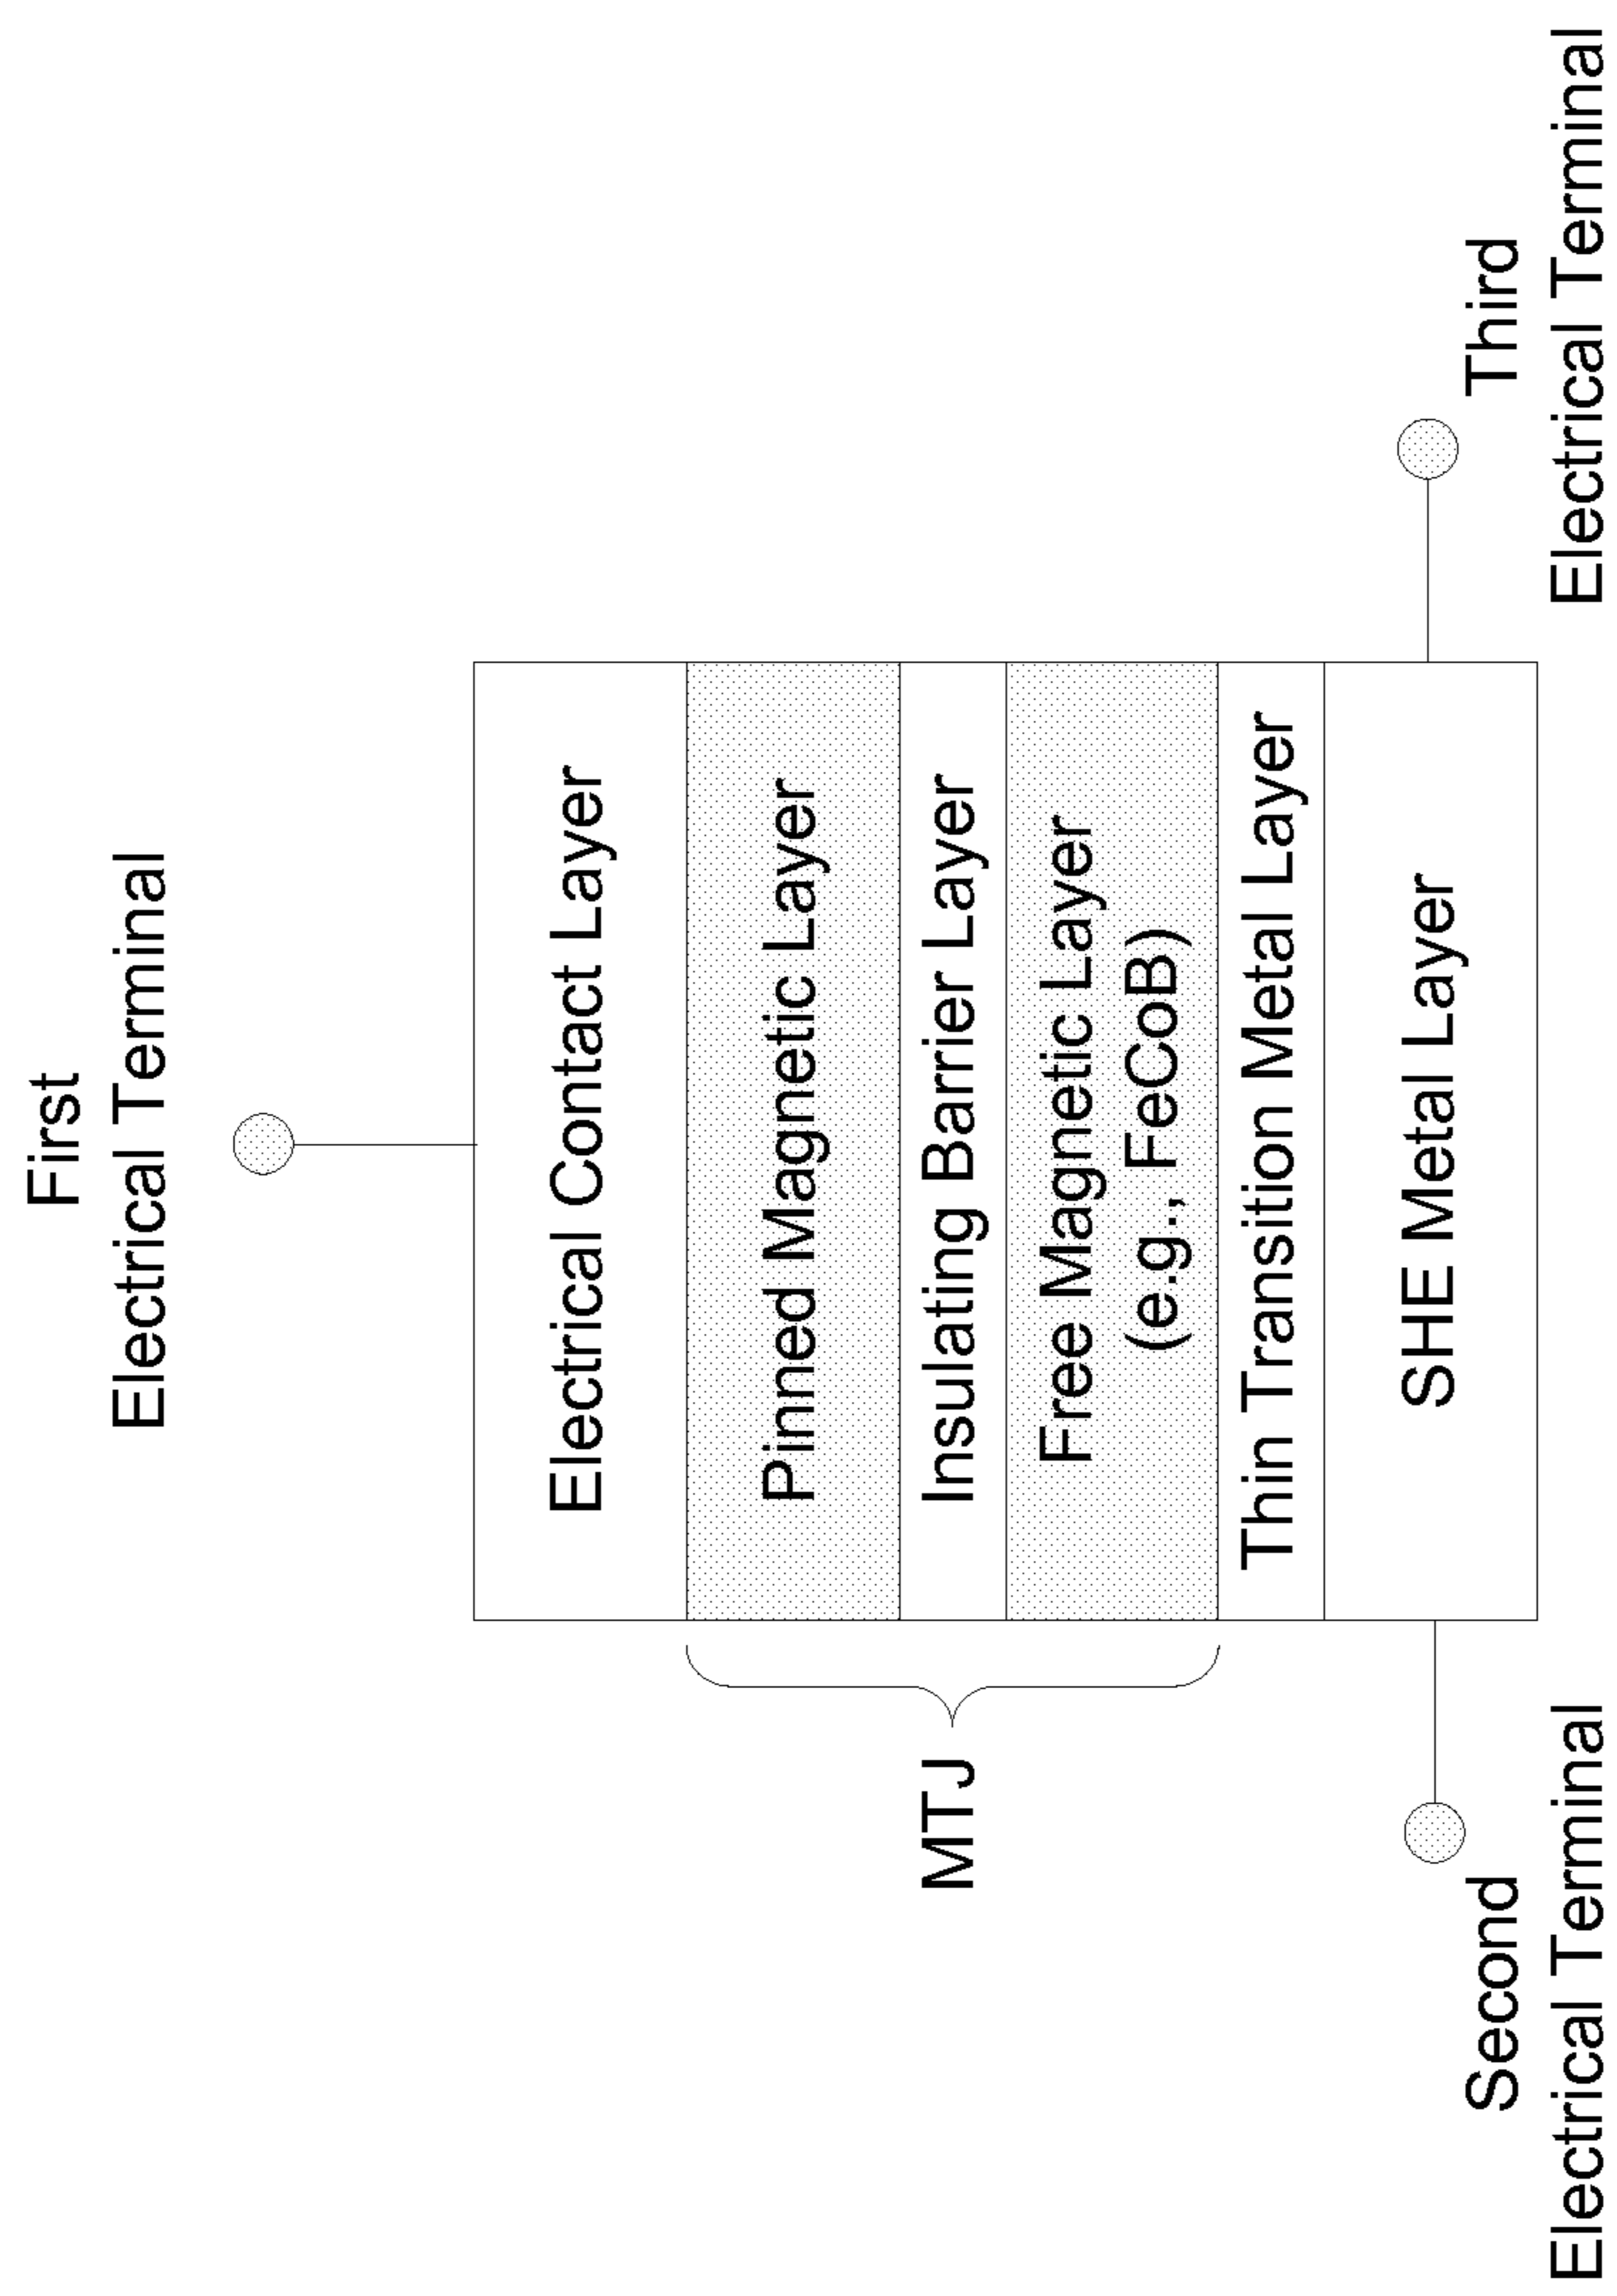 First
Electrical Terminal
Electrical Contact Layer
Pinned Magnetic Layer
Insulating Barrier Layer
Free Magnetic Layer
(e.g., FeCoB)
Thin Transition Metal Layer
SHE Metal Layer
MTJ
Second
Electrical Terminal
Third
Electrical Terminal